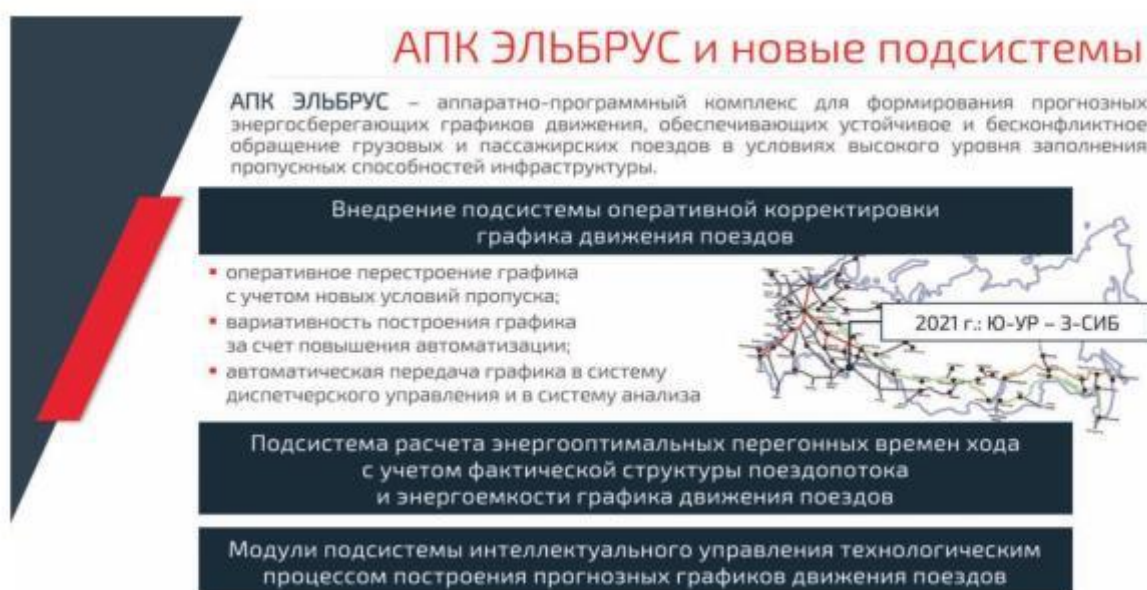 АПК ЭЛЬБРУС и новые подсистемы
АПК ЭЛЬБРУС – аппаратно-программный комплекс для формирования прогнозных
энергосберегающих графиков движения, обеспечивающих устойчивое и бесконфликтное
обращение грузовых и пассажирских поездов в условиях высокого уровня заполнения
пропускных способностей инфраструктуры.
Внедрение подсистемы оперативной корректировки
графика движения поездов
▪ оперативное перестроение графика
с учетом новых условий пропуска;
▪ вариативность построения графика
за счет повышения автоматизации;
▪ автоматическая передача графика в систему
диспетчерского управления и в систему анализа
2021 г.: Ю-УР – З-СИБ
Подсистема расчета энергооптимальных перегонных времен хода
с учетом фактической структуры поездопотока
и энергоемкости графика движения поездов
Модули подсистемы интеллектуального управления технологическим
процессом построения прогнозных графиков движения поездов